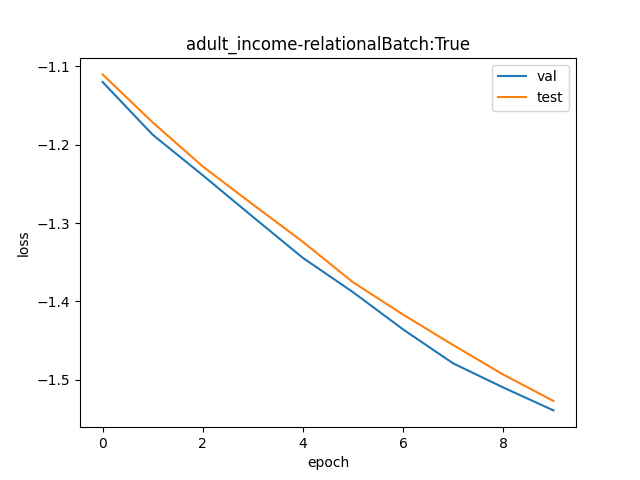 adult_income-relationalBatch:True
−1.1
−1.2
−1.3
−1.4
−1.5
loss
0
2
4
6
8
epoch
val
test